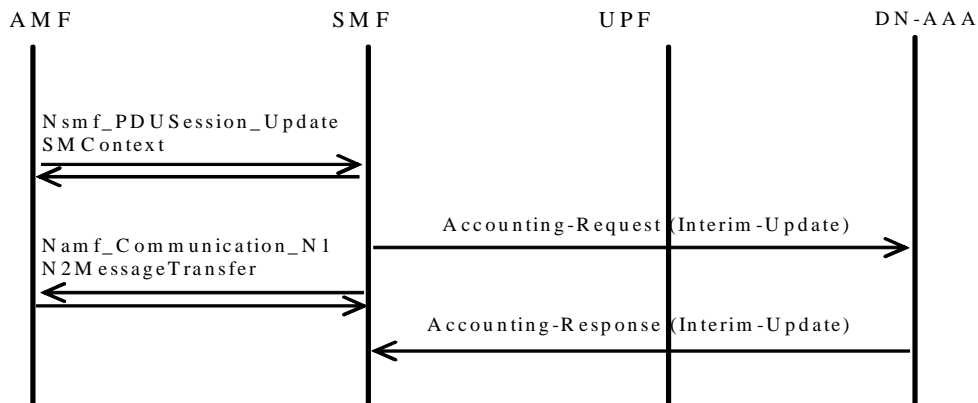 AMF SMF UPF DN-AAA
Nsmf_PDUSession_Update
SMContext
Accounting-Request (Interim-Update)
Namf_Communication_N1
N2MessageTransfer
Accounting-Response (Interim-Update)